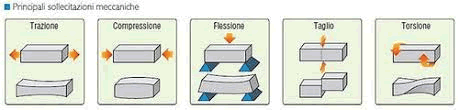 Principali sollecitazioni meccaniche
Trazione
Compressione
Flessione
Taglio
Torsione